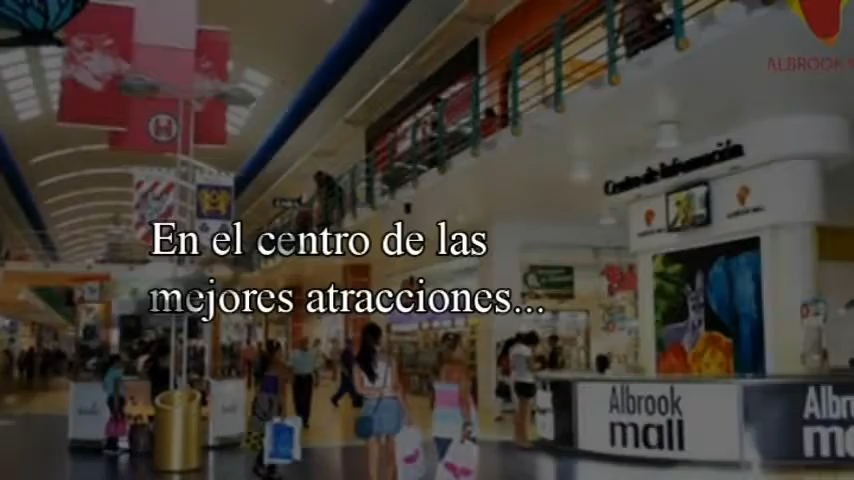 ALBROOK
Centro de Información
En el centro de las
mejores atracciones...
Albrook
mall